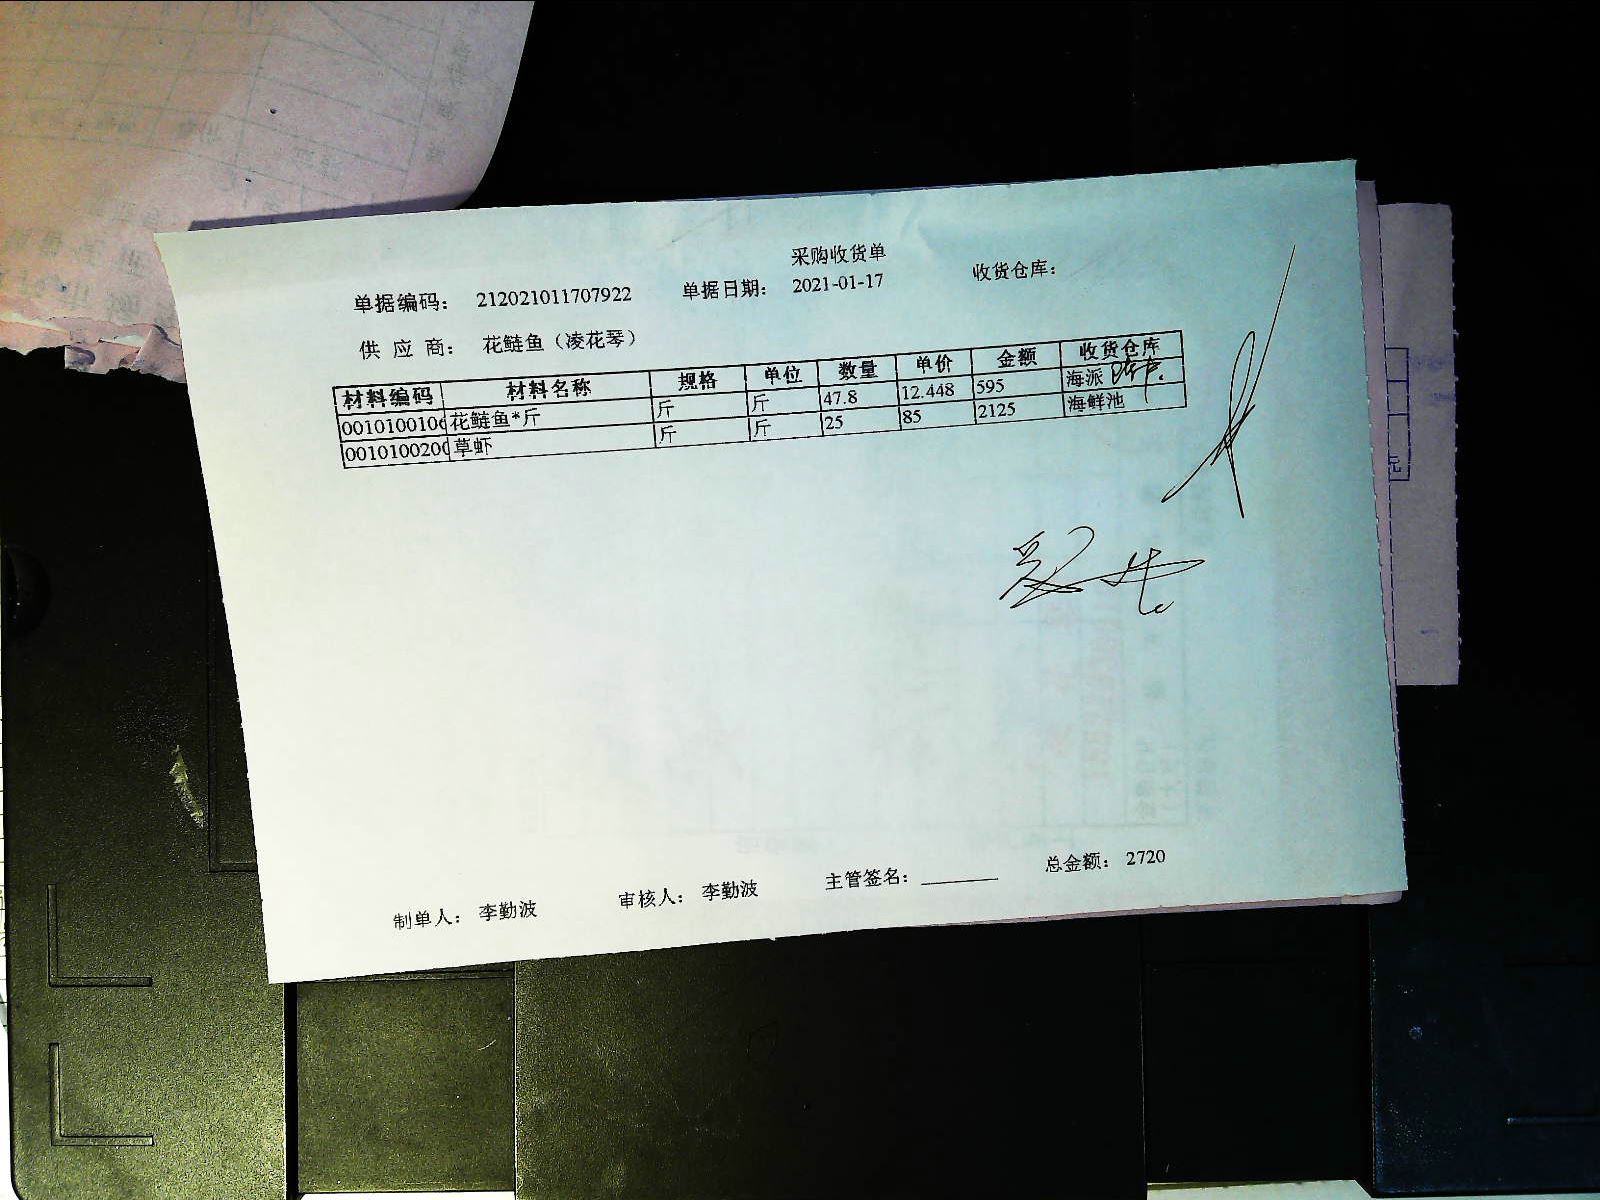 采购收货单
单据编码： 212021011707922 单据日期： 2021-01-17 收货仓库：
供 应 商： 花鲢鱼（凌花琴）
材料编码 材料名称 规格 单位 数量 单价 金额 收货仓库
0010100106 花鲢鱼*斤 斤 斤 47.8 12.448 595 海派
0010100200 草虾 斤 斤 25 85 2125 海鲜池
制单人： 李勤波 审核人： 李勤波 主管签名： 总金额： 2720